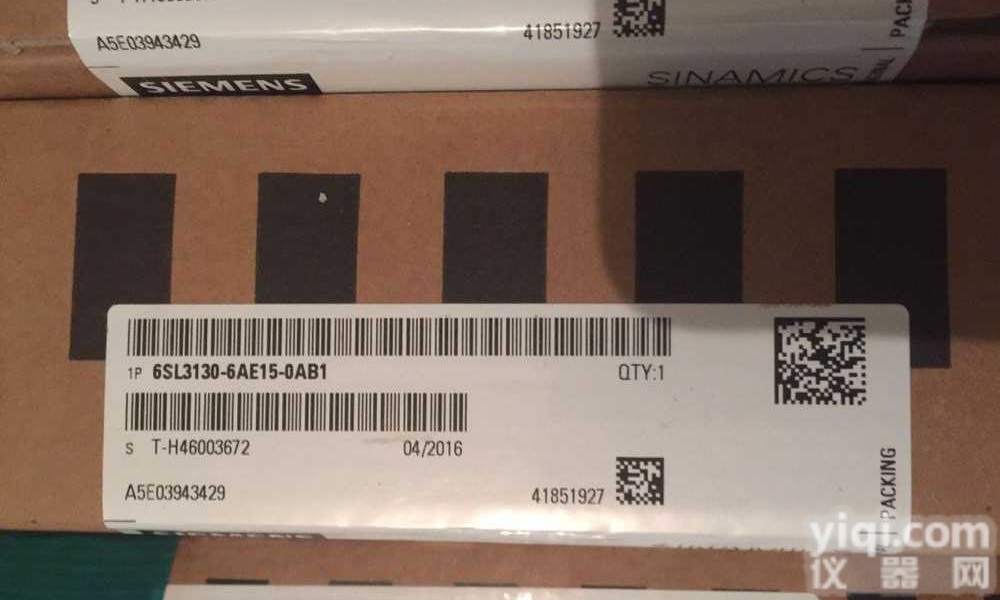 A5E03943429
41851927
SIEMENS
SINAMICS
1P 6SL3130-6AE15-0AB1
QTY:1
S T-H46003672
04/2016
A5E03943429
41851927
PACKING
yiqi.com
仪器网